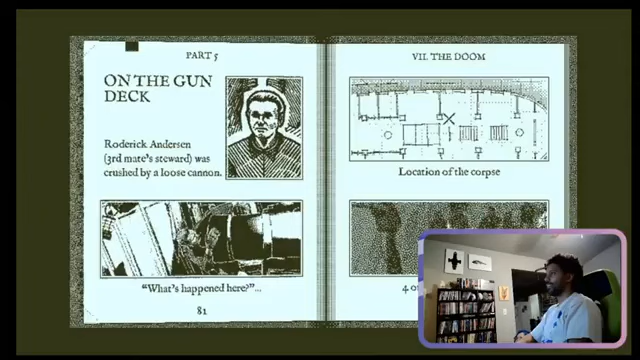 PART 5
ON THE GUN
DECK
Roderick Andersen
(3rd mate's steward) was
crushed by a loose cannon.
"What's happened here?"...
81
VII. THE DOOM
Location of the corpse
4